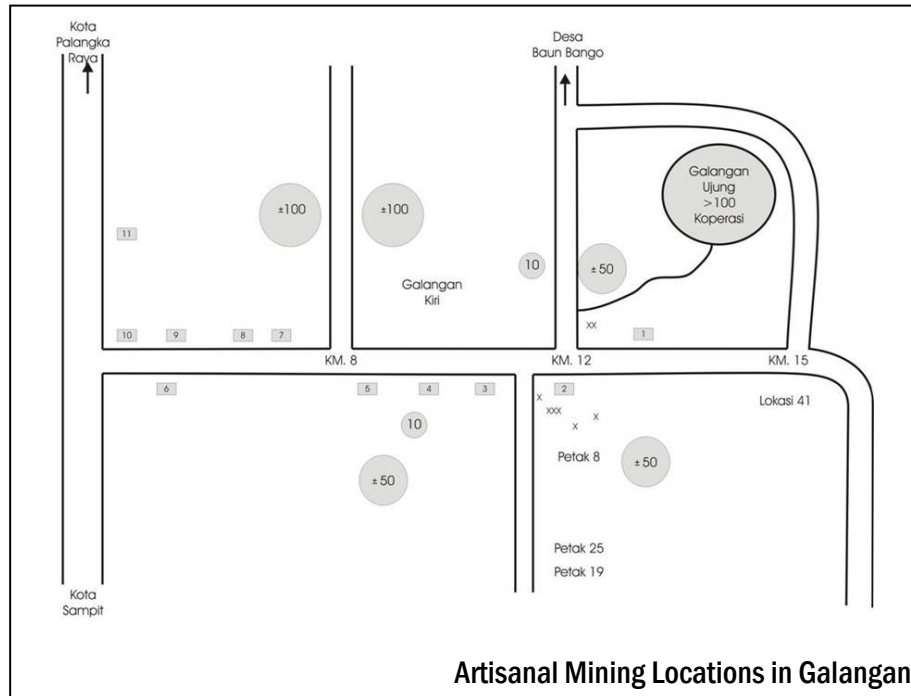 Kota
Palangka
Raya
Desa
Baun Bango
Galangan
Ujung
>100
Koperasi
±100
±100
11
10
± 50
Galangan
Kiri
xx
10
9
8
7
1
KM. 8
KM. 12
KM. 15
6
5
4
3
2
x
xxx
x
x
Lokasi 41
10
Petak 8
± 50
± 50
Petak 25
Petak 19
Kota
Sampit
Artisanal Mining Locations in Galangan